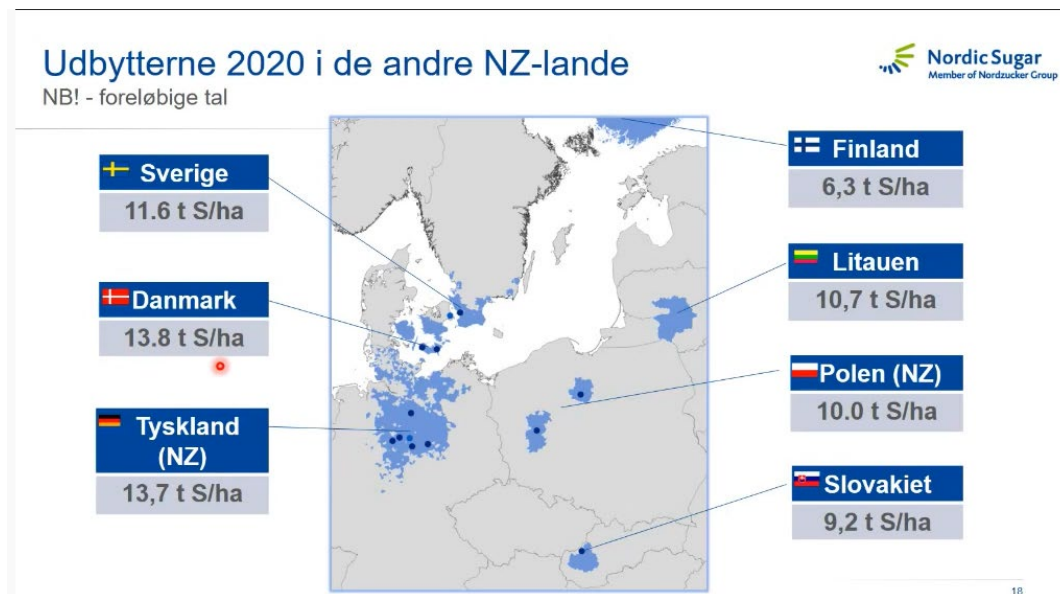 Udbytterne 2020 i de andre NZ-lande
NB! - foreløbige tal
Nordic Sugar
Member of Nordzucker Group
Sverige
11.6 t S/ha
Danmark
13.8 t S/ha
Tyskland
(NZ)
13,7 t S/ha
Finland
6,3 t S/ha
Litauen
10,7 t S/ha
Polen (NZ)
10.0 t S/ha
Slovakiet
9,2 t S/ha
18